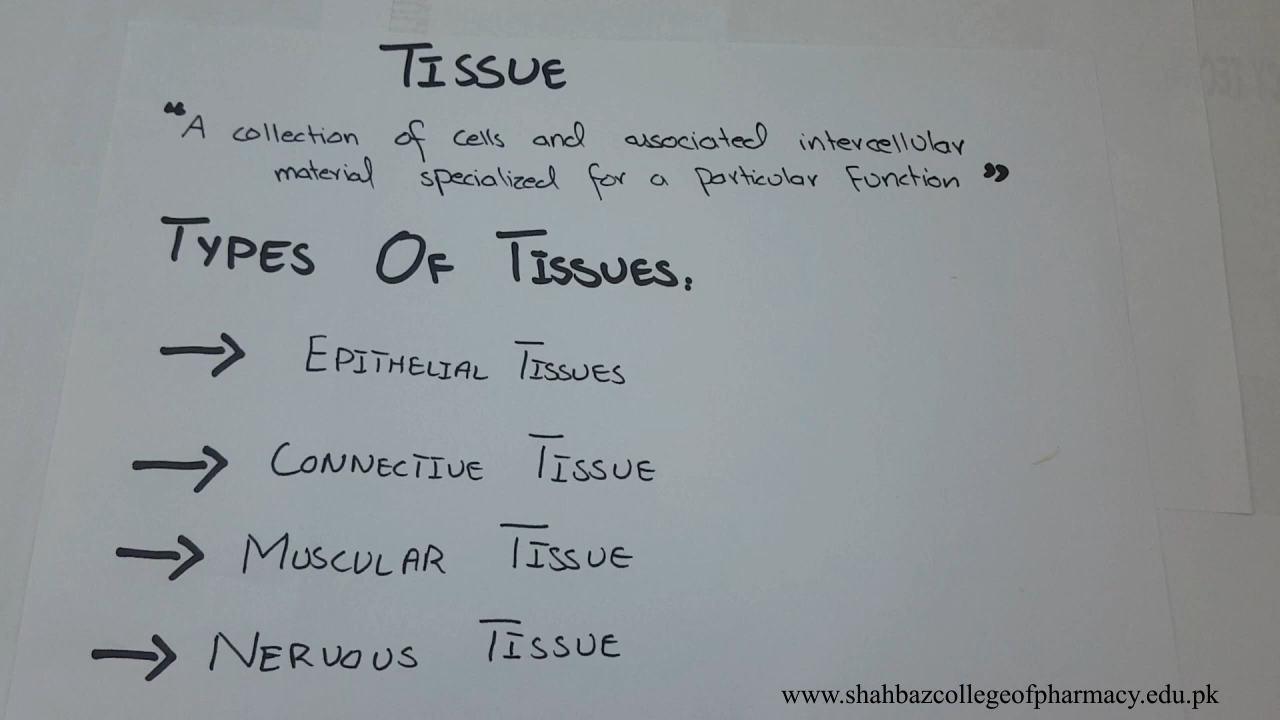 TISSUE
"A collection of cells and associated intercellular
material specialized for a particular Function"
TYPES OF TISSUES:
→ EPITHELIAL TISSUES
→ CONNECTIVE TISSUE
→ MUSCULAR TISSUE
→ NERVOUS TISSUE
www.shahbazcollegeofpharmacy.edu.pk